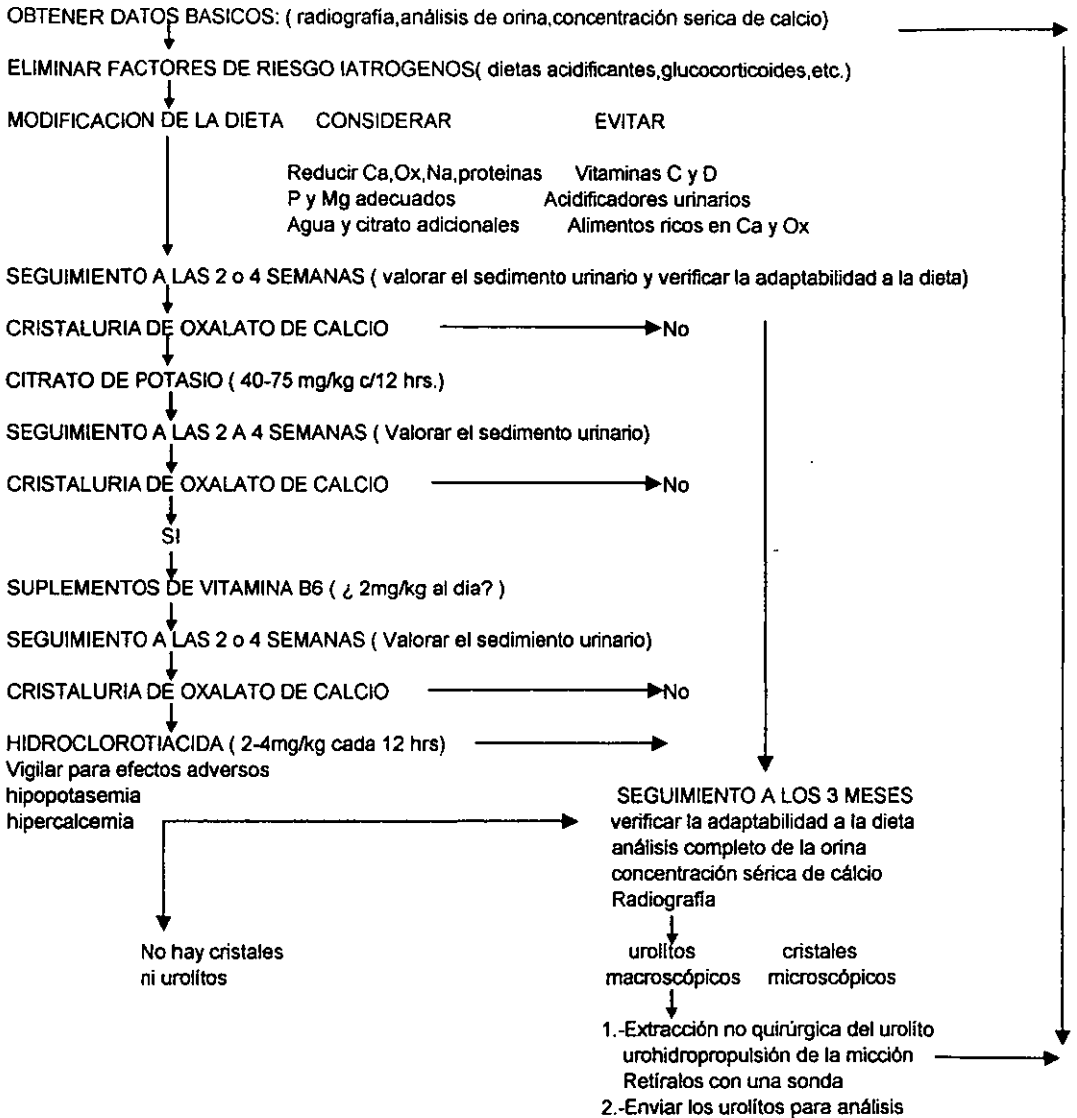 OBTENER DATOS BASICOS: ( radiografía,análisis de orina,concentración serica de calcio)
ELIMINAR FACTORES DE RIESGO IATROGENOS( dietas acidificantes,glucocorticoides,etc.)
MODIFICACION DE LA DIETA CONSIDERAR EVITAR
Reducir Ca,Ox,Na,proteinas Vitaminas C y D
P y Mg adecuados Acidificadores urinarios
Agua y citrato adicionales Alimentos ricos en Ca y Ox
SEGUIMIENTO A LAS 2 o 4 SEMANAS ( valorar el sedimento urinario y verificar la adaptabilidad a la dieta)
CRISTALURIA DE OXALATO DE CALCIO No
CITRATO DE POTASIO ( 40-75 mg/kg c/12 hrs.)
SEGUIMIENTO A LAS 2 A 4 SEMANAS ( Valorar el sedimento urinario)
CRISTALURIA DE OXALATO DE CALCIO No
SI
SUPLEMENTOS DE VITAMINA B6 ( ¿ 2mg/kg al dia? )
SEGUIMIENTO A LAS 2 o 4 SEMANAS ( Valorar el sedimiento urinario)
CRISTALURIA DE OXALATO DE CALCIO No
HIDROCLOROTIACIDA ( 2-4mg/kg cada 12 hrs)
Vigilar para efectos adversos
hipopotasemia
hipercalcemia
SEGUIMIENTO A LOS 3 MESES
verificar la adaptabilidad a la dieta
análisis completo de la orina
concentración sérica de cálcio
Radiografía
No hay cristales
ni urolítos
urolítos cristales
macroscópicos microscópicos
1.-Extracción no quirúrgica del urolíto
urohidropropulsión de la micción
Retíralos con una sonda
2.-Enviar los urolítos para análisis